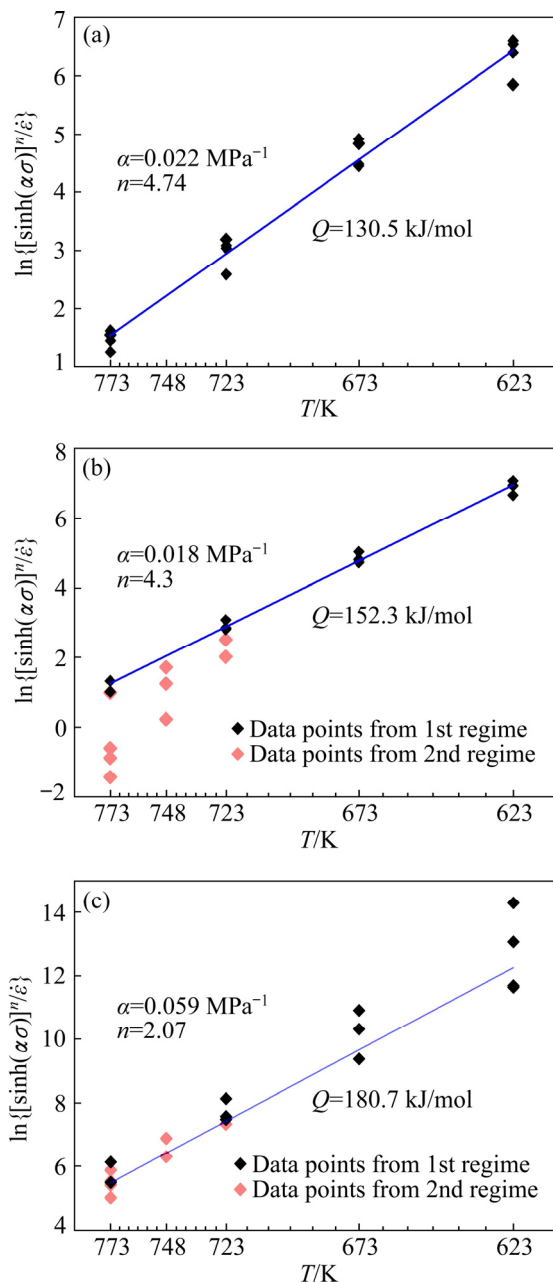 (a)
7
6
5
4
3
2
1
ln{[sinh(ασ)]ⁿ/ε̇}
α=0.022 MPa⁻¹
n=4.74
Q=130.5 kJ/mol
773 748 723 673 623
T/K
(b)
8
6
4
2
0
−2
ln{[sinh(ασ)]ⁿ/ε̇}
α=0.018 MPa⁻¹
n=4.3
Q=152.3 kJ/mol
Data points from 1st regime
Data points from 2nd regime
773 748 723 673 623
T/K
(c)
14
12
10
8
6
4
ln{[sinh(ασ)]ⁿ/ε̇}
α=0.059 MPa⁻¹
n=2.07
Q=180.7 kJ/mol
Data points from 1st regime
Data points from 2nd regime
773 748 723 673 623
T/K